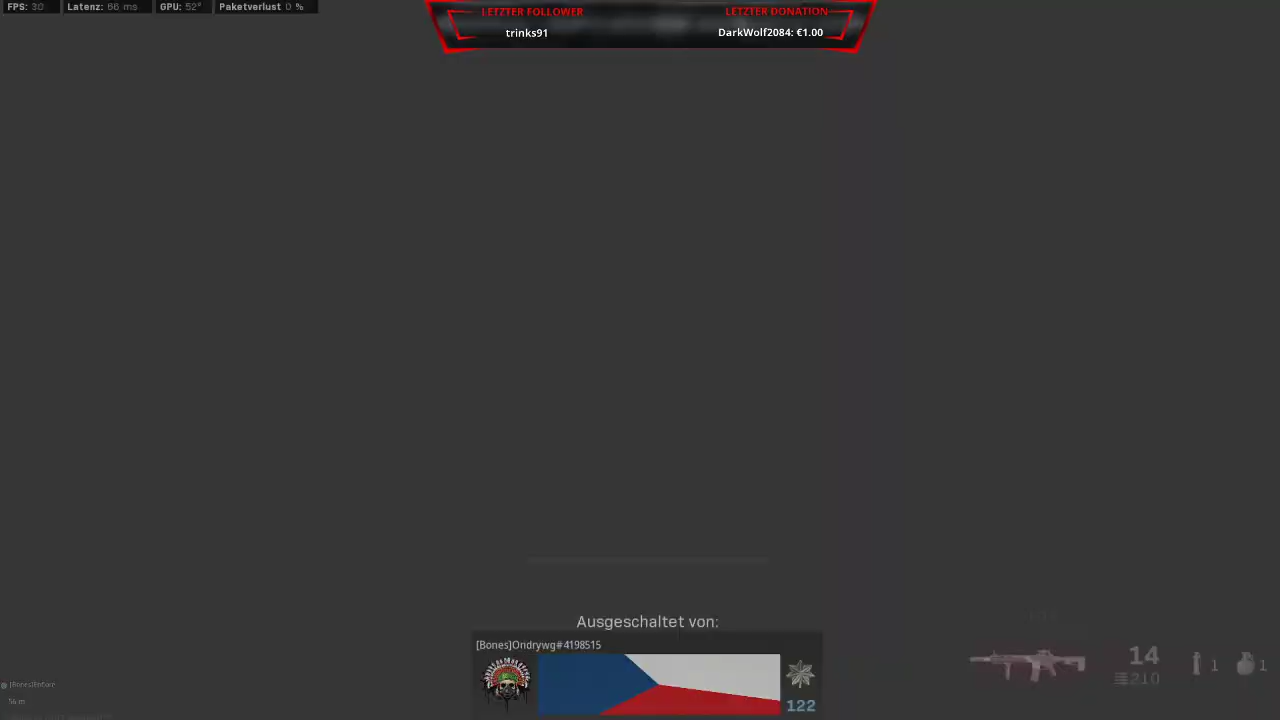 FPS: 30 Latenz: 66 ms GPU: 52° Paketverlust 0 %
LETZTER FOLLOWER
LETZTER DONATION
trinks91
DarkWolf2084: €1.00
Ausgeschaltet von:
[Bones]Ondrywg#4198515
122
14
210
1
1
56 m